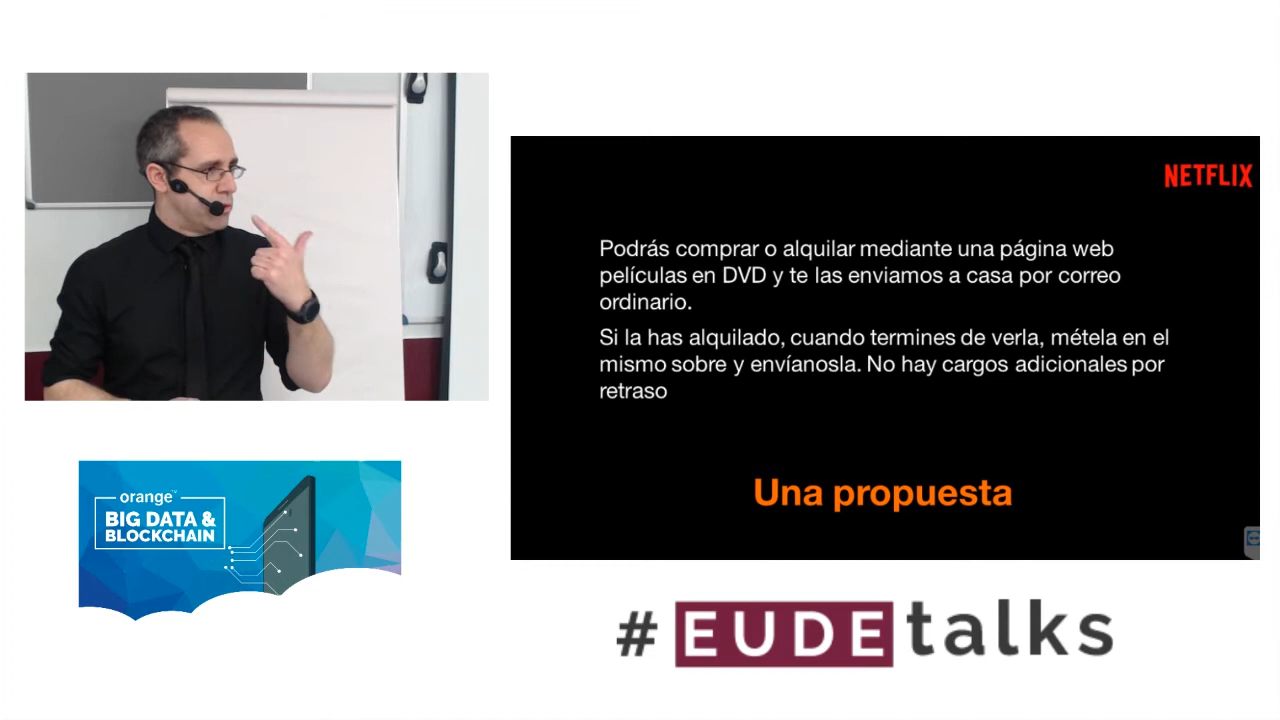 NETFLIX
Podrás comprar o alquilar mediante una página web
películas en DVD y te las enviamos a casa por correo
ordinario.
Si la has alquilado, cuando termines de verla, métela en el
mismo sobre y envíanosla. No hay cargos adicionales por
retraso
Una propuesta
orange TV
BIG DATA &
BLOCKCHAIN
#EUDEtalks